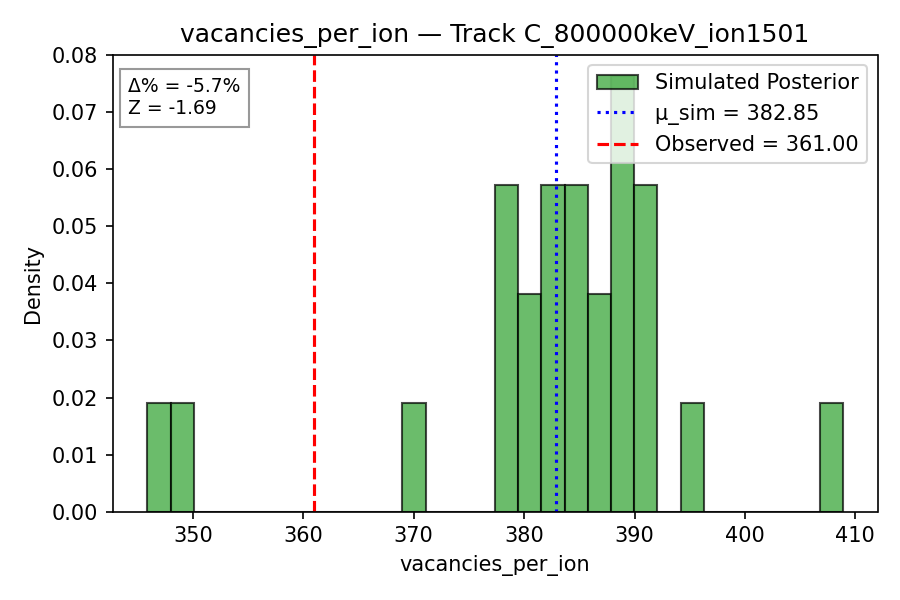 vacancies_per_ion — Track C_800000keV_ion1501
Δ% = -5.7%
Z = -1.69
Simulated Posterior
μ_sim = 382.85
Observed = 361.00
Density
0.08
0.07
0.06
0.05
0.04
0.03
0.02
0.01
0.00
350
360
370
380
390
400
410
vacancies_per_ion